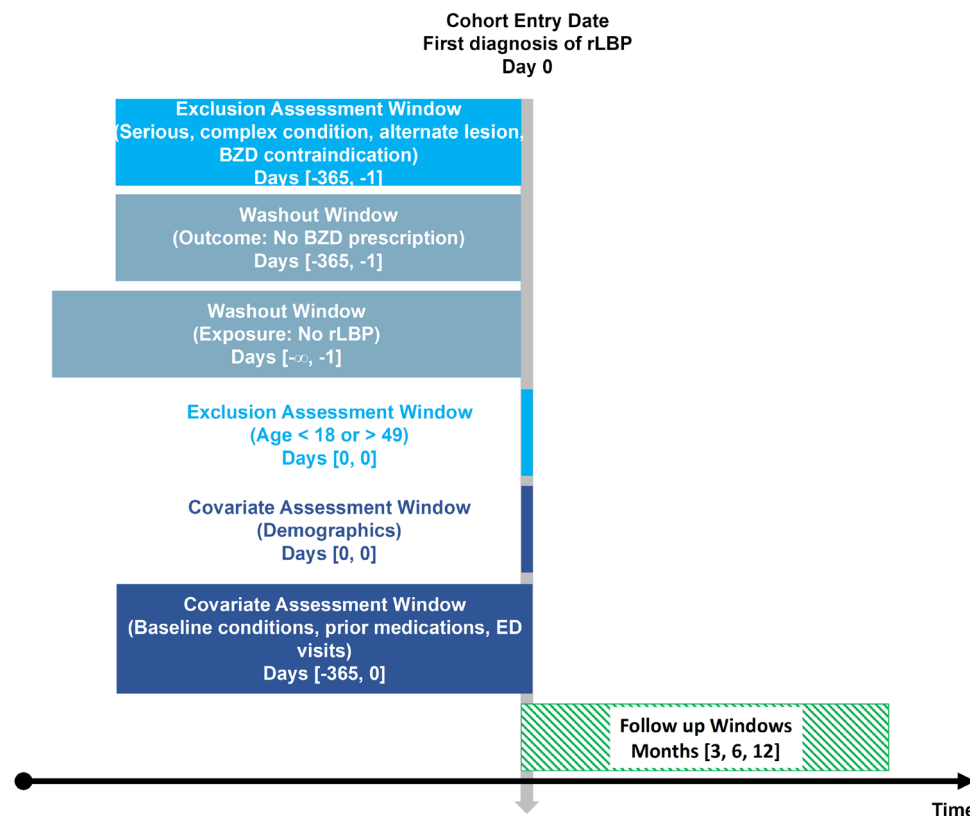 Cohort Entry Date
First diagnosis of rLBP
Day 0
Exclusion Assessment Window
(Serious, complex condition, alternate lesion,
BZD contraindication)
Days [-365, -1]
Washout Window
(Outcome: No BZD prescription)
Days [-365, -1]
Washout Window
(Exposure: No rLBP)
Days [-∞, -1]
Exclusion Assessment Window
(Age < 18 or > 49)
Days [0, 0]
Covariate Assessment Window
(Demographics)
Days [0, 0]
Covariate Assessment Window
(Baseline conditions, prior medications, ED
visits)
Days [-365, 0]
Follow up Windows
Months [3, 6, 12]
Time